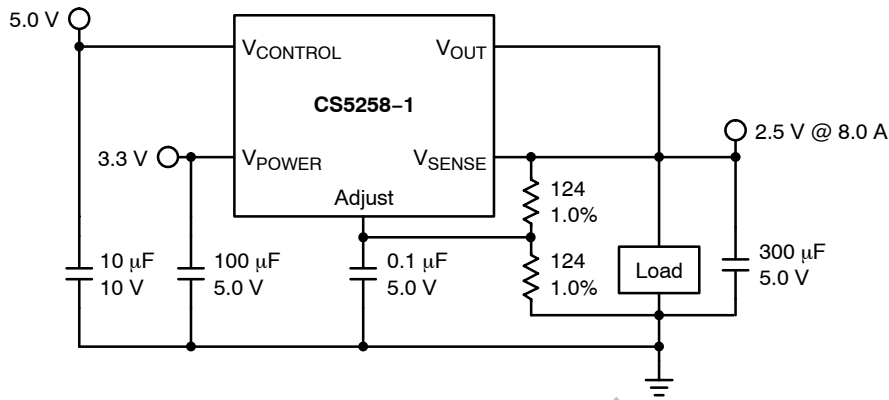 5.0 V
VCONTROL
VOUT
CS5258−1
2.5 V @ 8.0 A
3.3 V
VPOWER
VSENSE
Adjust
124
1.0%
10 μF
10 V
100 μF
5.0 V
0.1 μF
5.0 V
124
1.0%
Load
300 μF
5.0 V